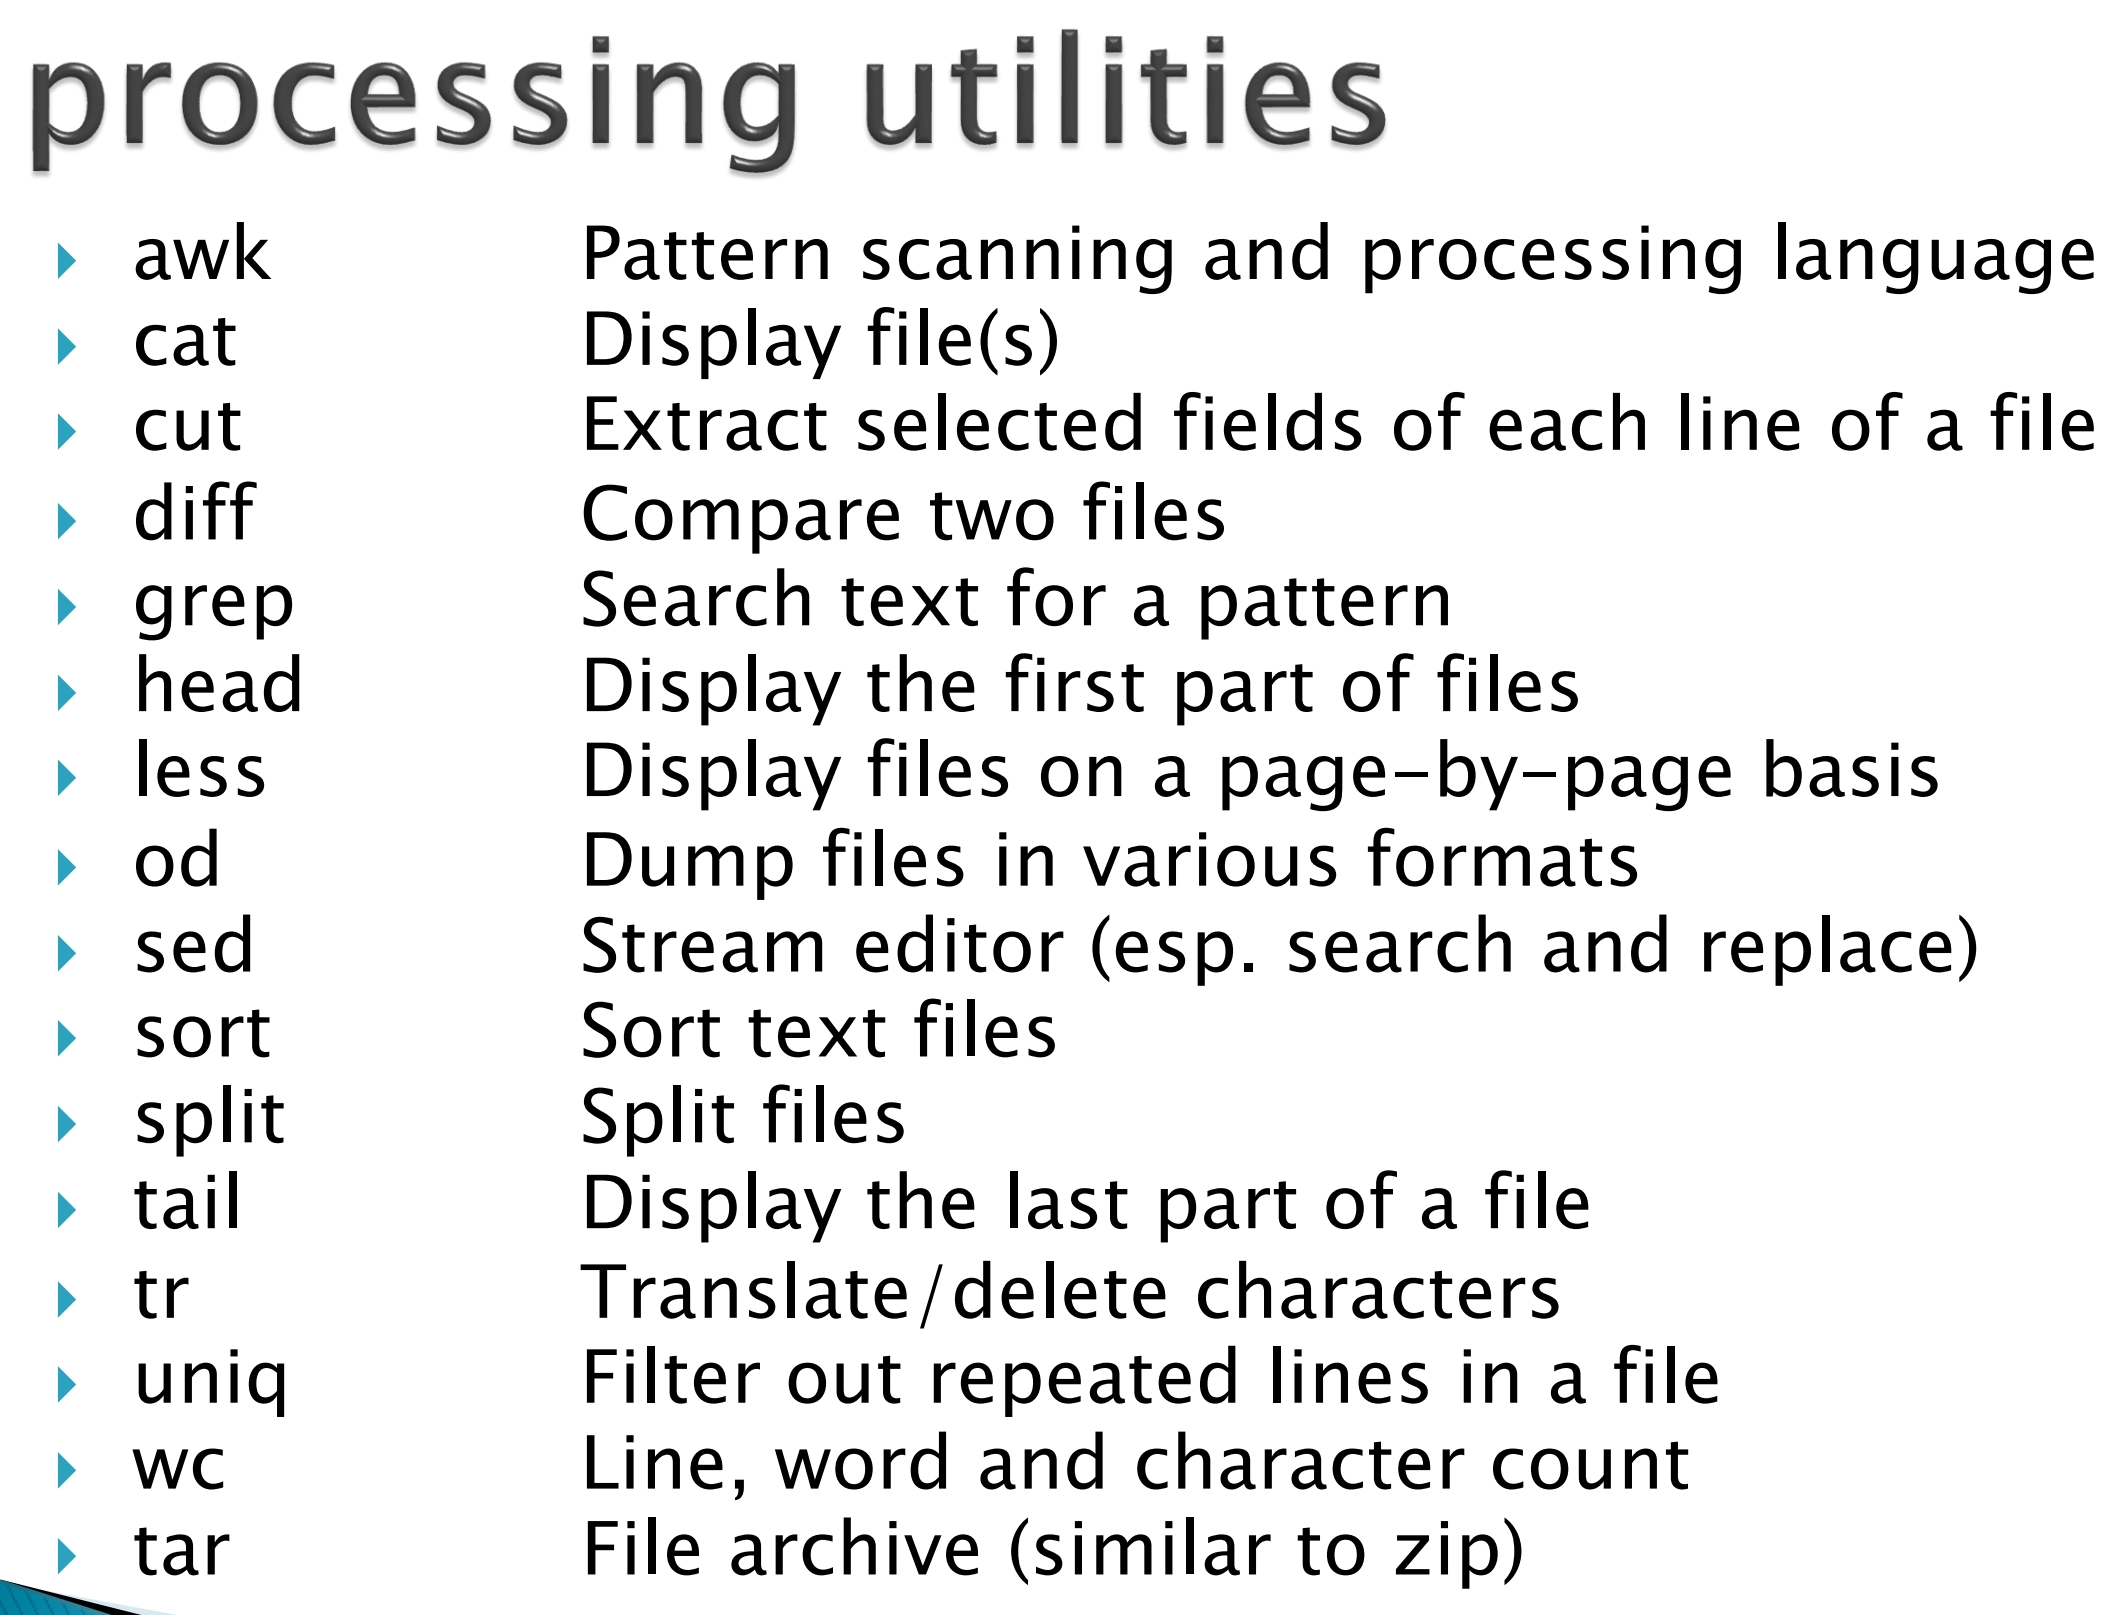 processing utilities
awk Pattern scanning and processing language
cat Display file(s)
cut Extract selected fields of each line of a file
diff Compare two files
grep Search text for a pattern
head Display the first part of files
less Display files on a page-by-page basis
od Dump files in various formats
sed Stream editor (esp. search and replace)
sort Sort text files
split Split files
tail Display the last part of a file
tr Translate/delete characters
uniq Filter out repeated lines in a file
wc Line, word and character count
tar File archive (similar to zip)